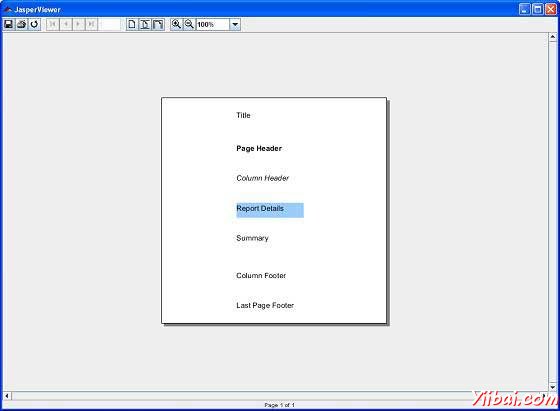 JasperViewer
100%
Title
Page Header
Column Header
Report Details
Summary
Column Footer
Last Page Footer
Page 1 of 1
Yiibai.com